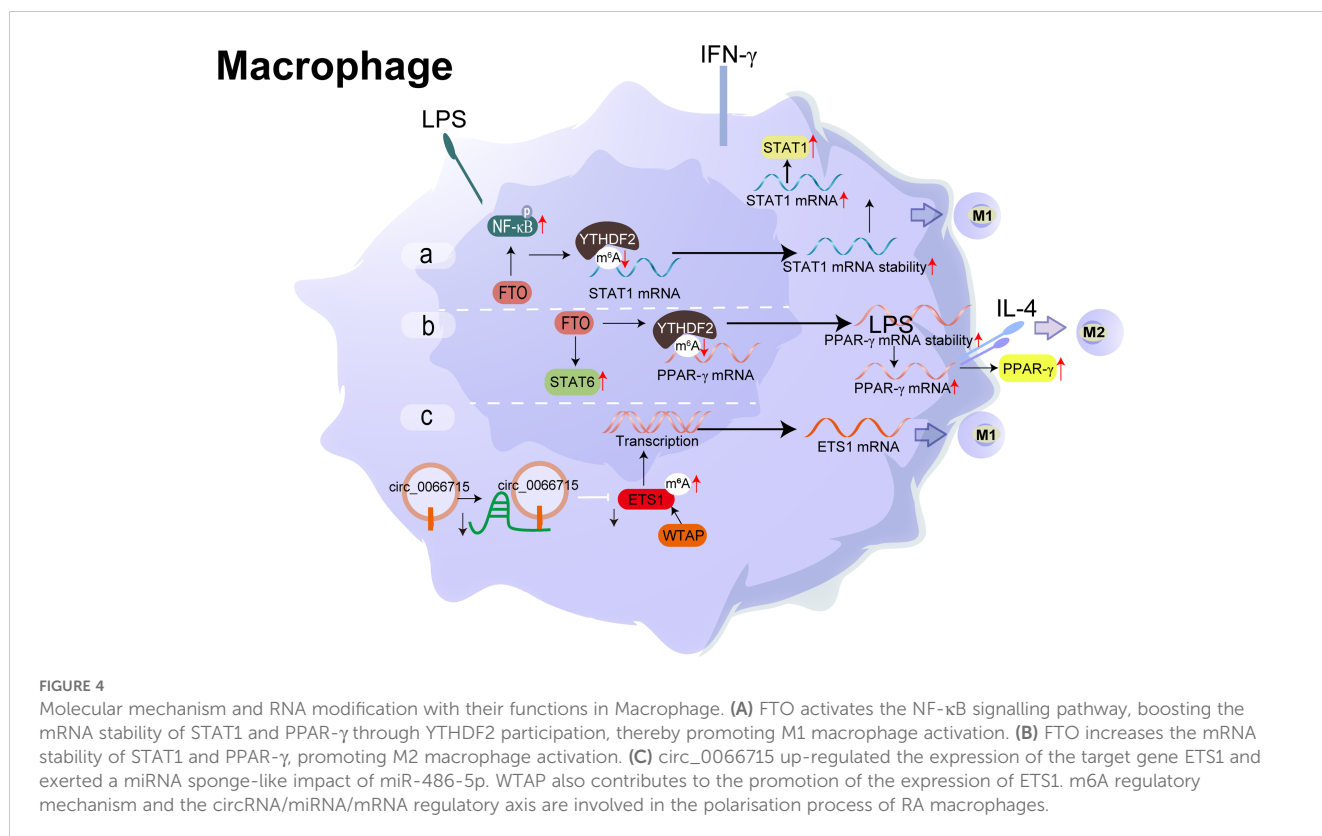 Macrophage
IFN-γ
LPS
STAT1
STAT1 mRNA
M1
p
NF-κB
YTHDF2
m⁶A
a
STAT1 mRNA stability
FTO
STAT1 mRNA
b
FTO
YTHDF2
m⁶A
LPS
IL-4
PPAR-γ mRNA stability
M2
PPAR-γ mRNA
STAT6
PPAR-γ mRNA
PPAR-γ
c
Transcription
ETS1 mRNA
M1
circ_0066715
circ_0066715
m⁶A
ETS1
WTAP
FIGURE 4
Molecular mechanism and RNA modification with their functions in Macrophage. (A) FTO activates the NF-κB signalling pathway, boosting the
mRNA stability of STAT1 and PPAR-γ through YTHDF2 participation, thereby promoting M1 macrophage activation. (B) FTO increases the mRNA
stability of STAT1 and PPAR-γ, promoting M2 macrophage activation. (C) circ_0066715 up-regulated the expression of the target gene ETS1 and
exerted a miRNA sponge-like impact of miR-486-5p. WTAP also contributes to the promotion of the expression of ETS1. m6A regulatory
mechanism and the circRNA/miRNA/mRNA regulatory axis are involved in the polarisation process of RA macrophages.